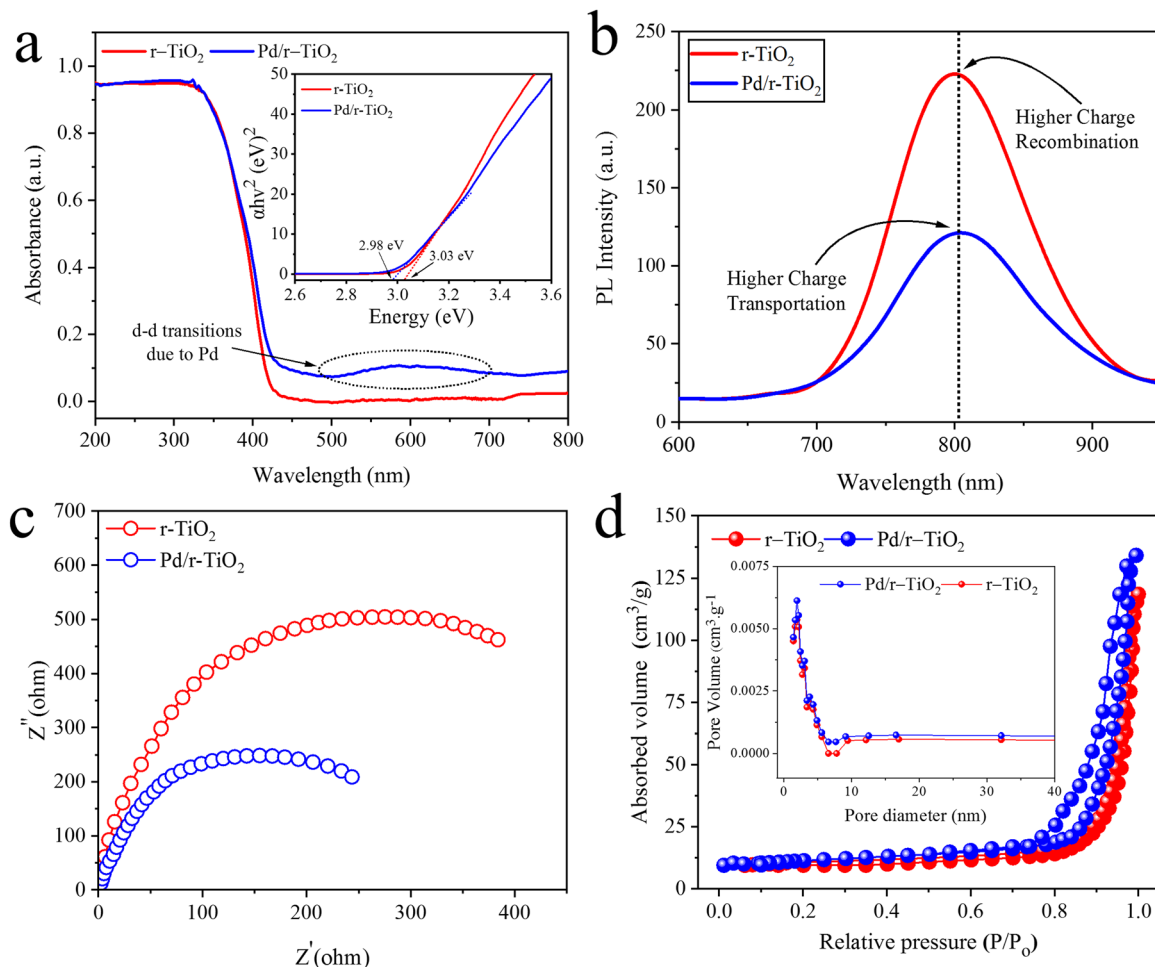 a
r–TiO₂ Pd/r–TiO₂
1.0
0.8
0.6
0.4
0.2
0.0
Absorbance (a.u.)
200 300 400 500 600 700 800
Wavelength (nm)
d-d transitions
due to Pd
r-TiO₂
Pd/r-TiO₂
50
40
30
20
10
0
αhv² (eV)²
2.98 eV
3.03 eV
2.6 2.8 3.0 3.2 3.4 3.6
Energy (eV)
b
r-TiO₂
Pd/r-TiO₂
250
200
150
100
50
0
PL Intensity (a.u.)
Higher Charge
Recombination
Higher Charge
Transportation
600 700 800 900
Wavelength (nm)
c
r-TiO₂
Pd/r-TiO₂
700
600
500
400
300
200
100
0
Z"(ohm)
0 100 200 300 400
Z'(ohm)
d
r–TiO₂ Pd/r–TiO₂
150
125
100
75
50
25
0
Absorbed volume (cm³/g)
Pd/r–TiO₂ r–TiO₂
0.0075
0.0050
0.0025
0.0000
Pore Volume (cm³.g⁻¹)
0 10 20 30 40
Pore diameter (nm)
0.0 0.2 0.4 0.6 0.8 1.0
Relative pressure (P/Pₒ)